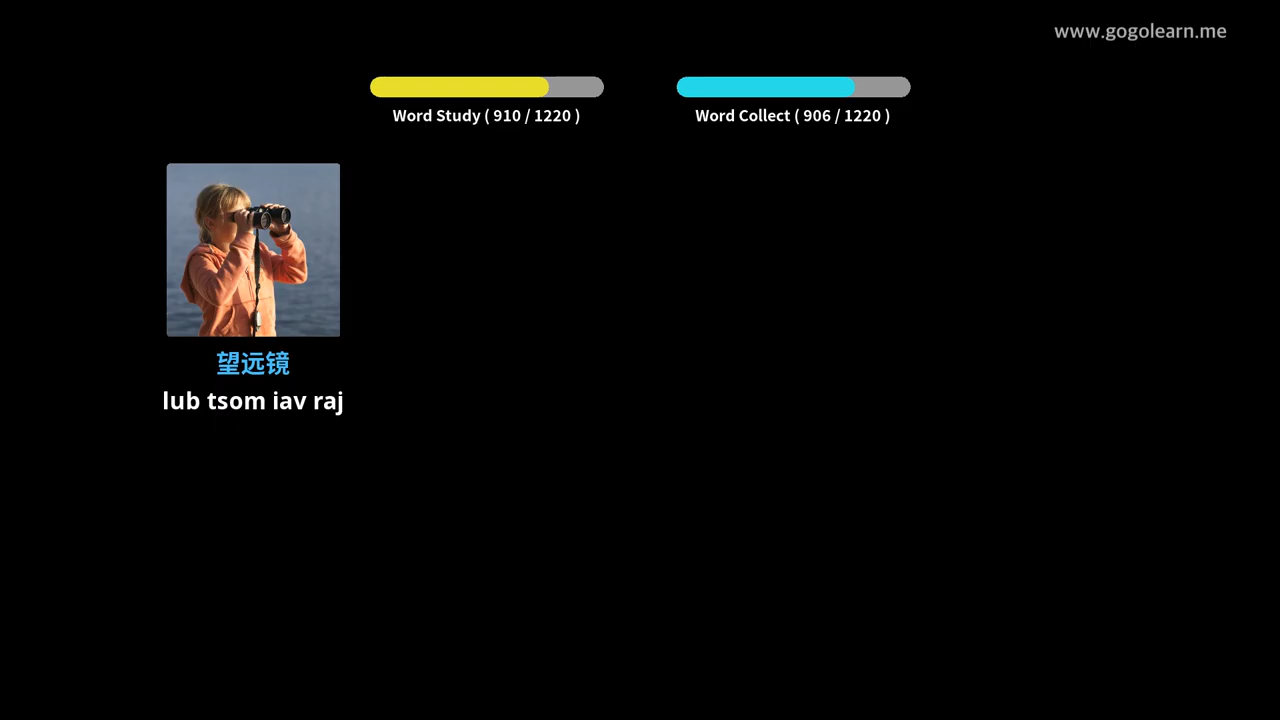 www.gogolearn.me
Word Study ( 910 / 1220 )
Word Collect ( 906 / 1220 )
望远镜
lub tsom iav raj